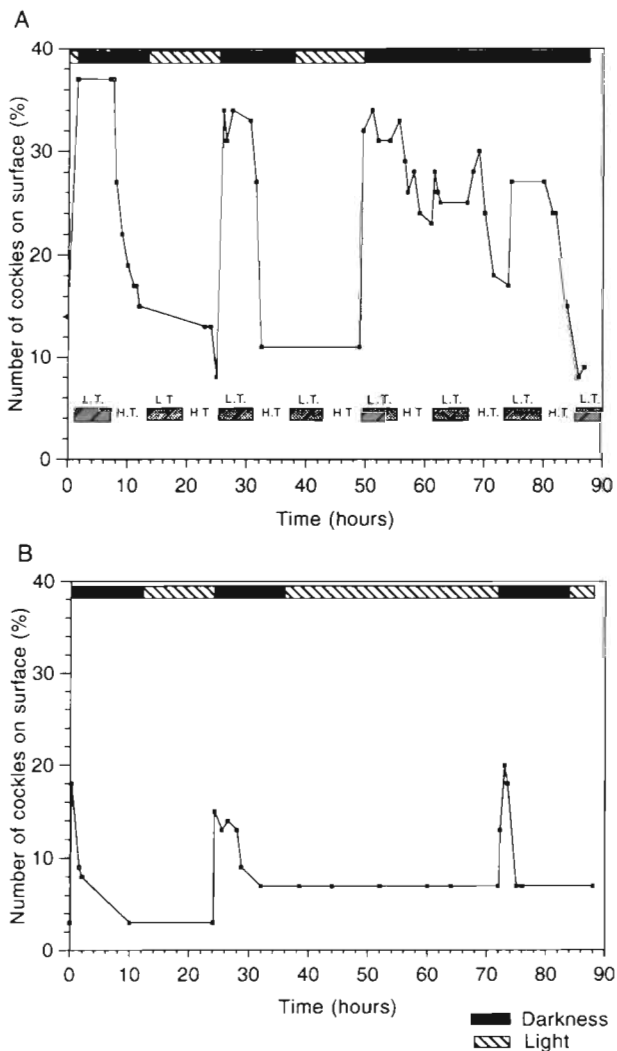 A
Number of cockles on surface (%)
40
30
20
10
0
L.T. L T L.T. L.T. L.T. L.T. L.T. L.T.
H.T. H T H.T. H T H T H.T. H.T.
0 10 20 30 40 50 60 70 80 90
Time (hours)
B
Number of cockles on surface (%)
40
30
20
10
0
0 10 20 30 40 50 60 70 80 90
Time (hours)
Darkness
Light